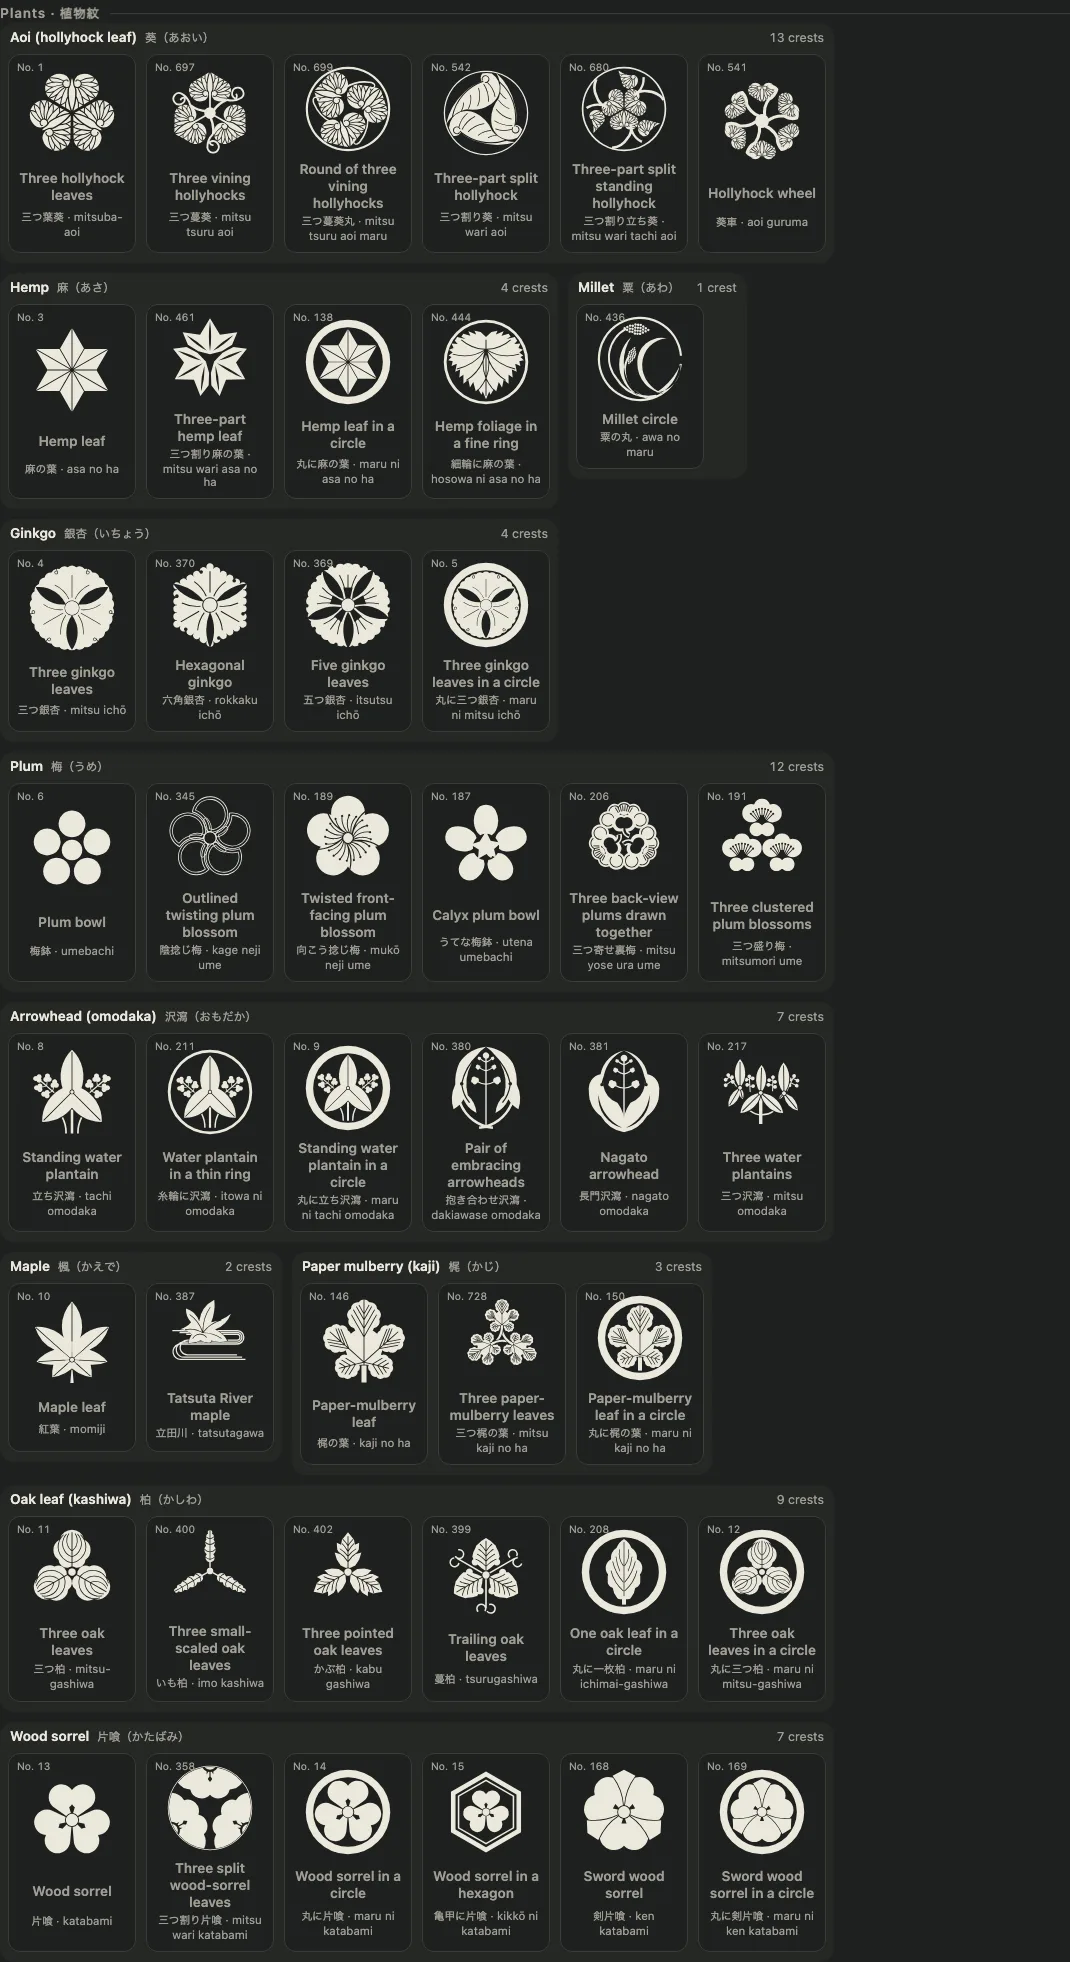 Plants · 植物紋
Aoi (hollyhock leaf) 葵（あおい） 13 crests
No. 1
Three hollyhock
leaves
三つ葉葵 · mitsuba-
aoi
No. 697
Three vining
hollyhocks
三つ蔓葵 · mitsu
tsuru aoi
No. 699
Round of three
vining
hollyhocks
三つ蔓葵丸 · mitsu
tsuru aoi maru
No. 542
Three-part split
hollyhock
三つ割り葵 · mitsu
wari aoi
No. 680
Three-part split
standing
hollyhock
三つ割り立ち葵 ·
mitsu wari tachi aoi
No. 541
Hollyhock wheel
葵車 · aoi guruma
Hemp 麻（あさ） 4 crests
No. 3
Hemp leaf
麻の葉 · asa no ha
No. 461
Three-part
hemp leaf
三つ割り麻の葉 ·
mitsu wari asa no
ha
No. 138
Hemp leaf in a
circle
丸に麻の葉 · maru ni
asa no ha
No. 444
Hemp foliage in
a fine ring
細輪に麻の葉 ·
hosowa ni asa no ha
Millet 粟（あわ） 1 crest
No. 436
Millet circle
粟の丸 · awa no
maru
Ginkgo 銀杏（いちょう） 4 crests
No. 4
Three ginkgo
leaves
三つ銀杏 · mitsu ichō
No. 370
Hexagonal
ginkgo
六角銀杏 · rokkaku
ichō
No. 369
Five ginkgo
leaves
五つ銀杏 · itsutsu
ichō
No. 5
Three ginkgo
leaves in a circle
丸に三つ銀杏 · maru
ni mitsu ichō
Plum 梅（うめ） 12 crests
No. 6
Plum bowl
梅鉢 · umebachi
No. 345
Outlined
twisting plum
blossom
陰捻じ梅 · kage neji
ume
No. 189
Twisted front-
facing plum
blossom
向こう捻じ梅 · mukō
neji ume
No. 187
Calyx plum bowl
うてな梅鉢 · utena
umebachi
No. 206
Three back-view
plums drawn
together
三つ寄せ裏梅 · mitsu
yose ura ume
No. 191
Three clustered
plum blossoms
三つ盛り梅 ·
mitsumori ume
Arrowhead (omodaka) 沢瀉（おもだか） 7 crests
No. 8
Standing water
plantain
立ち沢瀉 · tachi
omodaka
No. 211
Water plantain
in a thin ring
糸輪に沢瀉 · itowa ni
omodaka
No. 9
Standing water
plantain in a
circle
丸に立ち沢瀉 · maru
ni tachi omodaka
No. 380
Pair of
embracing
arrowheads
抱き合わせ沢瀉 ·
dakiawase omodaka
No. 381
Nagato
arrowhead
長門沢瀉 · nagato
omodaka
No. 217
Three water
plantains
三つ沢瀉 · mitsu
omodaka
Maple 楓（かえで） 2 crests
No. 10
Maple leaf
紅葉 · momiji
No. 387
Tatsuta River
maple
立田川 · tatsutagawa
Paper mulberry (kaji) 梶（かじ） 3 crests
No. 146
Paper-mulberry
leaf
梶の葉 · kaji no ha
No. 728
Three paper-
mulberry leaves
三つ梶の葉 · mitsu
kaji no ha
No. 150
Paper-mulberry
leaf in a circle
丸に梶の葉 · maru ni
kaji no ha
Oak leaf (kashiwa) 柏（かしわ） 9 crests
No. 11
Three oak
leaves
三つ柏 · mitsu-
gashiwa
No. 400
Three small-
scaled oak
leaves
いも柏 · imo kashiwa
No. 402
Three pointed
oak leaves
かぶ柏 · kabu
gashiwa
No. 399
Trailing oak
leaves
蔓柏 · tsurugashiwa
No. 208
One oak leaf in a
circle
丸に一枚柏 · maru ni
ichimai-gashiwa
No. 12
Three oak
leaves in a circle
丸に三つ柏 · maru ni
mitsu-gashiwa
Wood sorrel 片喰（かたばみ） 7 crests
No. 13
Wood sorrel
片喰 · katabami
No. 358
Three split
wood-sorrel
leaves
三つ割り片喰 · mitsu
wari katabami
No. 14
Wood sorrel in a
circle
丸に片喰 · maru ni
katabami
No. 15
Wood sorrel in a
hexagon
亀甲に片喰 · kikkō ni
katabami
No. 168
Sword wood
sorrel
剣片喰 · ken
katabami
No. 169
Sword wood
sorrel in a circle
丸に剣片喰 · maru ni
ken katabami